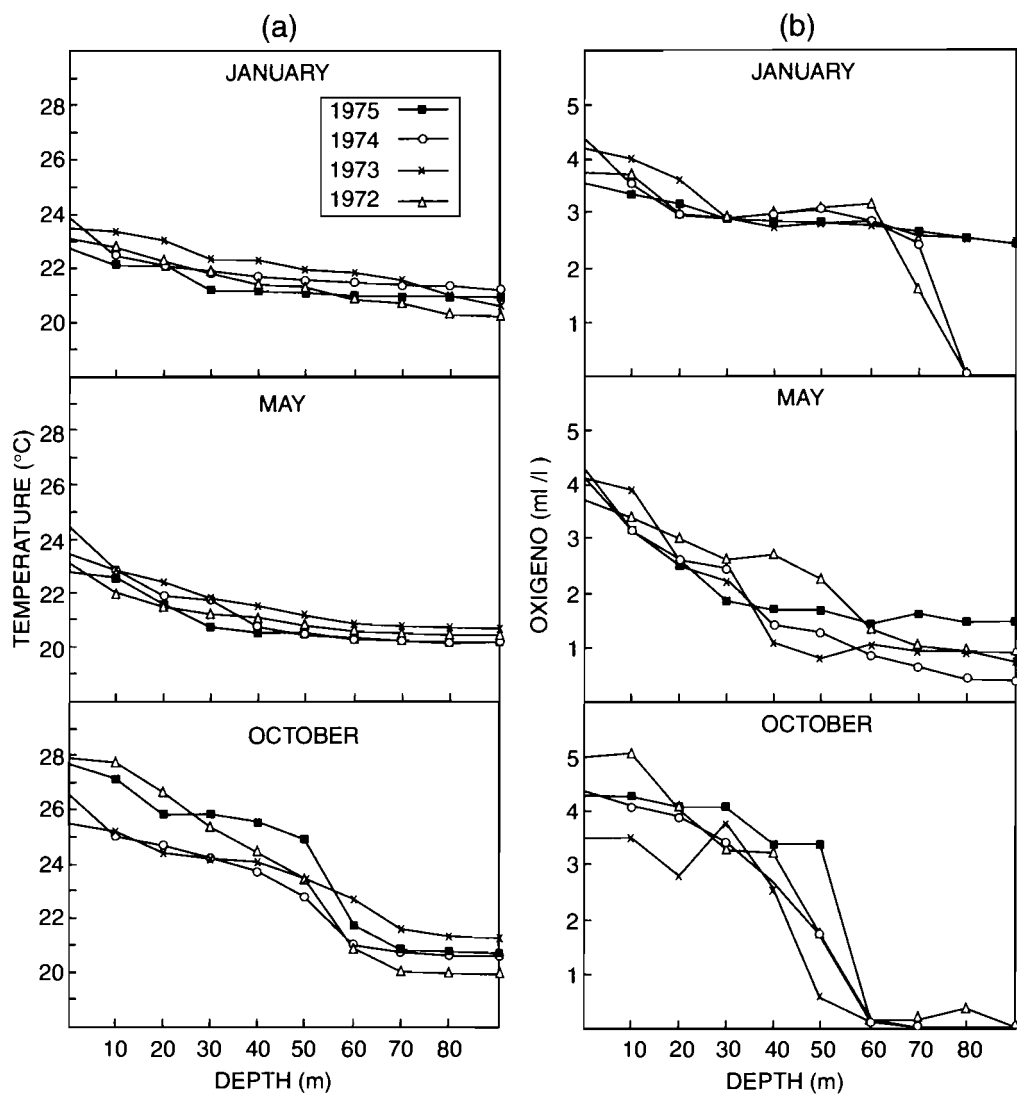 (a)
JANUARY
28
26
24
22
20
1975
1974
1973
1972
MAY
28
26
24
22
20
TEMPERATURE (°C)
OCTOBER
28
26
24
22
20
10 20 30 40 50 60 70 80
DEPTH (m)
(b)
JANUARY
5
4
3
2
1
MAY
5
4
3
2
1
OXIGENO (ml /l)
OCTOBER
5
4
3
2
1
10 20 30 40 50 60 70 80
DEPTH (m)